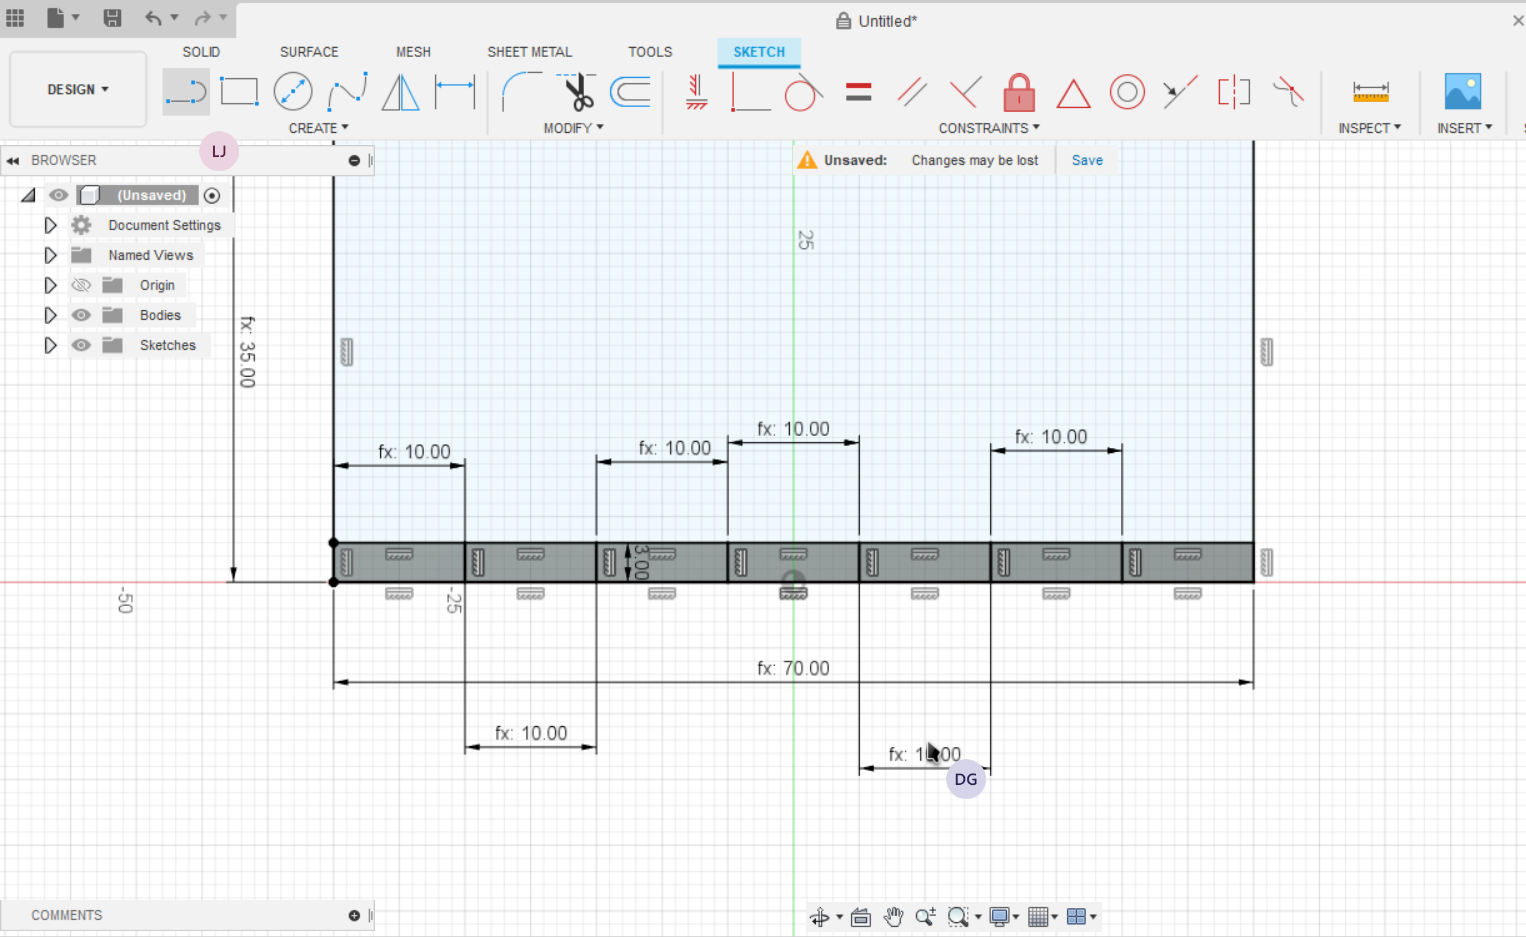 Untitled*
SOLID SURFACE MESH SHEET METAL TOOLS SKETCH
DESIGN
CREATE MODIFY CONSTRAINTS INSPECT INSERT
LJ
BROWSER
Unsaved: Changes may be lost Save
(Unsaved)
Document Settings
Named Views
Origin
Bodies
Sketches
25
fx: 35.00
fx: 10.00
fx: 10.00
fx: 10.00
fx: 10.00
3.00
-50
-25
fx: 70.00
fx: 10.00
fx:
DG
COMMENTS